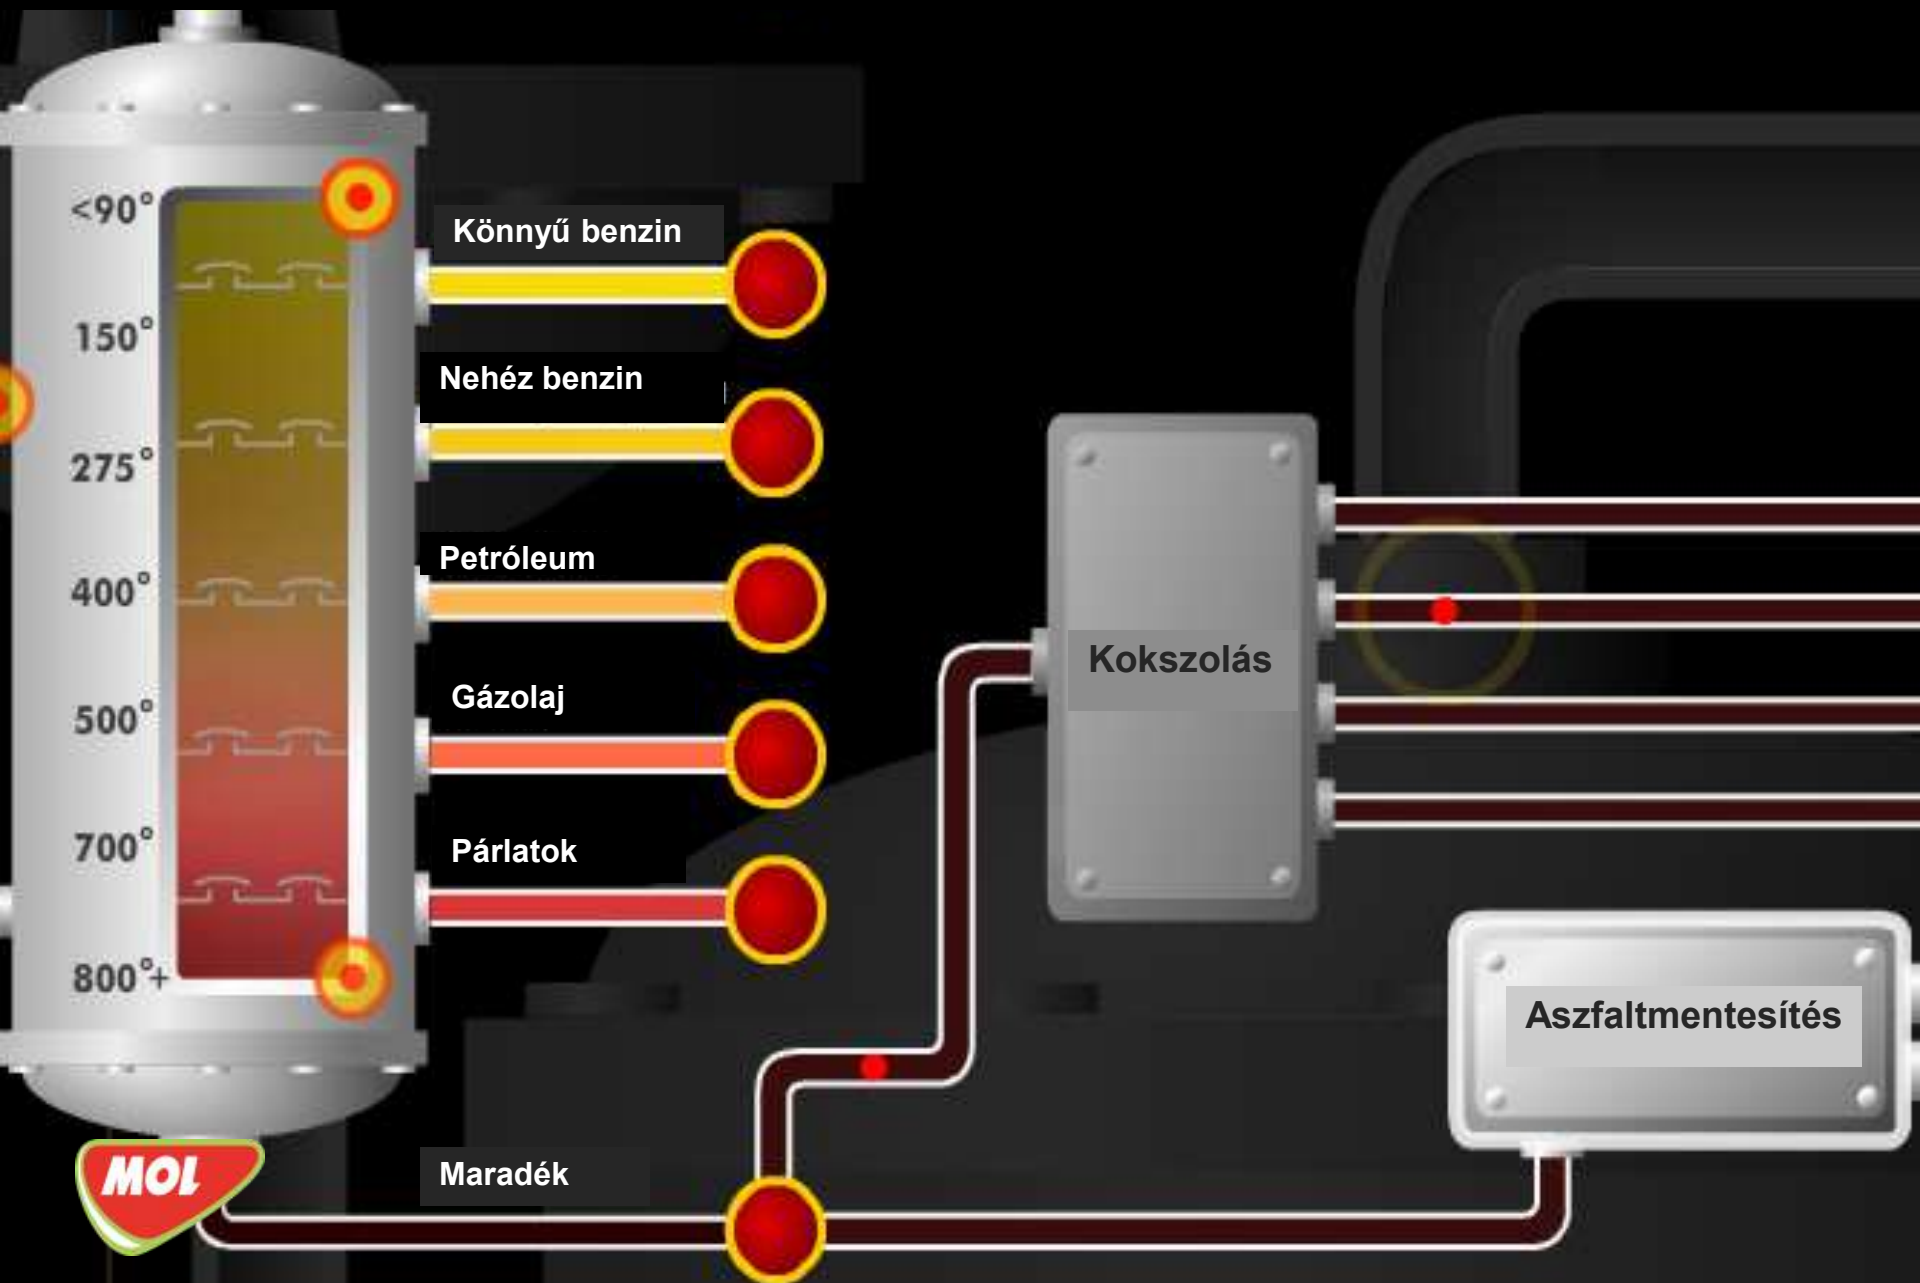 <90°
Könnyű benzin
150°
Nehéz benzin
275°
Petróleum
400°
Kokszolás
Gázolaj
500°
Párlatok
700°
800°+
Aszfaltmentesítés
MOL
Maradék